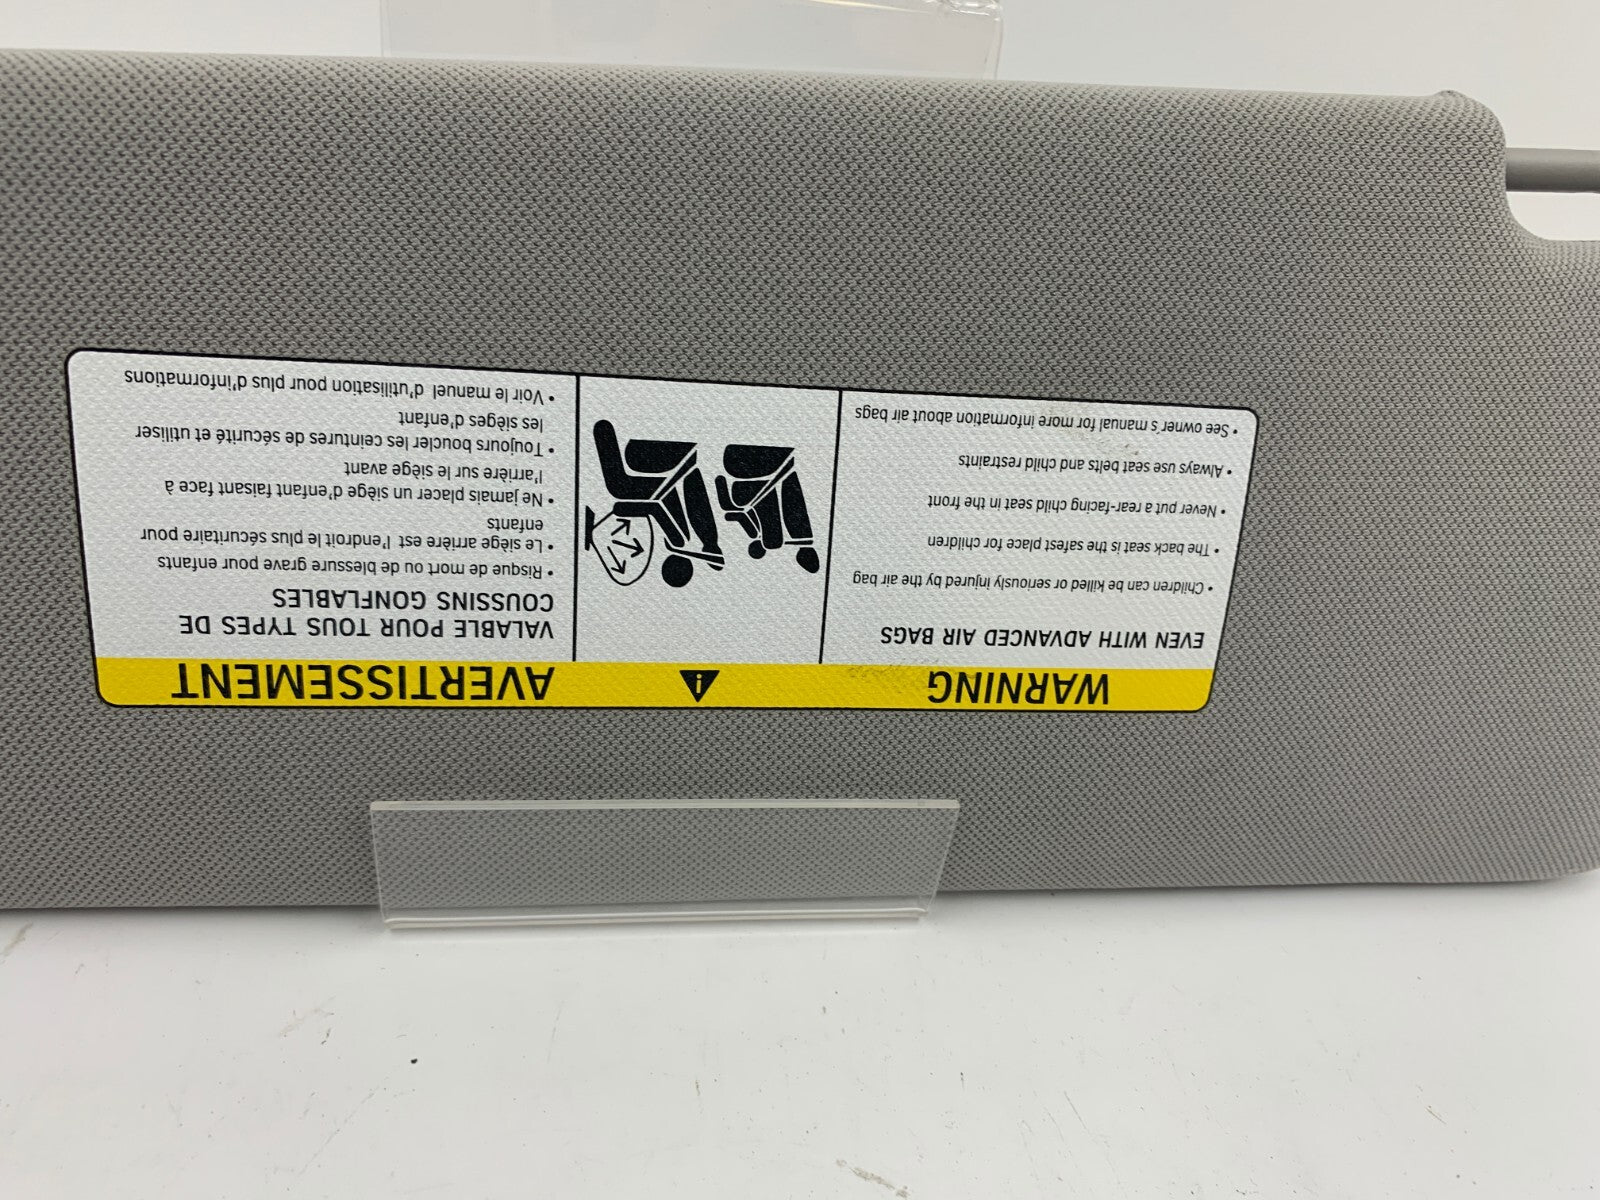 WARNING
EVEN WITH ADVANCED AIR BAGS
• Children can be killed or seriously injured by the air bag
• The back seat is the safest place for children
• Never put a rear-facing child seat in the front
• Always use seat belts and child restraints
• See owner's manual for more information about air bags
AVERTISSEMENT
VALABLE POUR TOUS TYPES DE
COUSSINS GONFLABLES
• Risque de mort ou de blessure grave pour enfants
• Le siège arrière est l'endroit le plus sécuritaire pour
enfants
• Ne jamais placer un siège d'enfant faisant face à
l'arrière sur le siège avant
• Toujours boucler les ceintures de sécurité et utiliser
les sièges d'enfant
• Voir le manuel d'utilisation pour plus d'informations